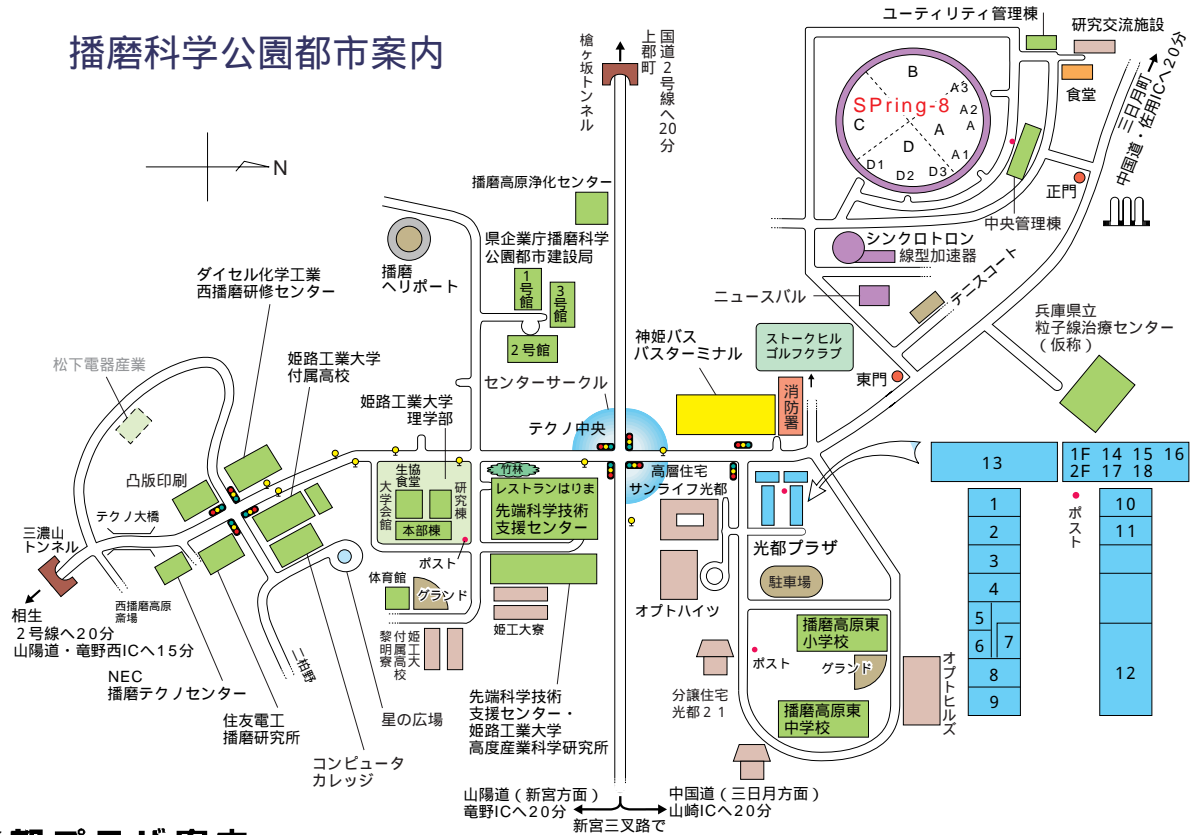 播磨科学公園都市案内
N
槍ヶ坂トンネル
上郡町
国道2号線へ20分
ユーティリティ管理棟
研究交流施設
食堂
三日月町
中国道・佐用ICへ20分
SPring-8
B
A3
A2
A
C
A
D
A1
D1
D2
D3
正門
中央管理棟
シンクロトロン
線型加速器
ニュースバル
テニスコート
兵庫県立
粒子線治療センター
(仮称)
東門
播磨高原浄化センター
県企業庁播磨科学
公園都市建設局
1号館
3号館
2号館
播磨
ヘリポート
ダイセル化学工業
西播磨研修センター
松下電器産業
姫路工業大学
付属高校
姫路工業大学
理学部
センターサークル
テクノ中央
神姫バス
バスターミナル
ストークヒル
ゴルフクラブ
消防署
凸版印刷
テクノ大橋
三濃山
トンネル
相生
2号線へ20分
山陽道・竜野西ICへ15分
西播磨高原
斎場
NEC
播磨テクノセンター
住友電工
播磨研究所
コンピュータ
カレッジ
星の広場
二柏野
大学会館
生協
食堂
研究棟
本部棟
ポスト
竹林
レストランはりま
先端科学技術
支援センター
体育館
グランド
姫工大寮
姫工大
付属高校
黎明寮
先端科学技術
支援センター・
姫路工業大学
高度産業科学研究所
高層住宅
サンライフ光都
オプトハイツ
光都プラザ
駐車場
分譲住宅
光都21
ポスト
播磨高原東
小学校
グランド
播磨高原東
中学校
オプトヒルズ
13
1F 14 15 16
2F 17 18
ポスト
1
2
3
4
5
6
7
8
9
10
11
12
山陽道(新宮方面)
竜野ICへ20分
中国道(三日月方面)
山崎ICへ20分
新宮三叉路で